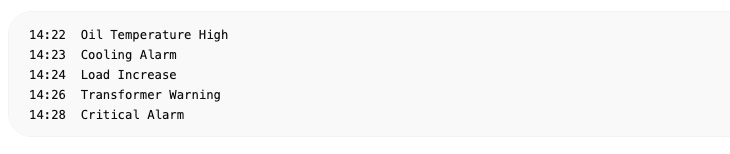 14:22  Oil Temperature High
14:23  Cooling Alarm
14:24  Load Increase
14:26  Transformer Warning
14:28  Critical Alarm